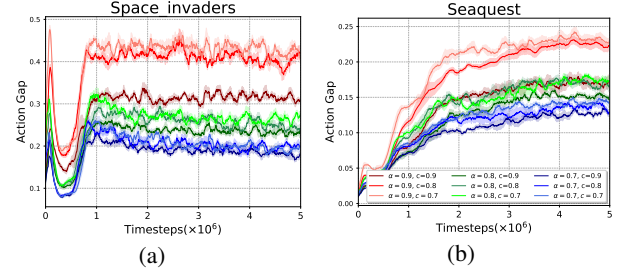 Space_invaders
Seaquest
Action Gap
0.5
0.4
0.3
0.2
0.1
0
1
2
3
4
5
Timesteps(×10⁶)
(a)
Action Gap
0.25
0.20
0.15
0.10
0.05
0.00
α = 0.9, c=0.9
α = 0.9, c=0.8
α = 0.9, c=0.7
α = 0.8, c=0.9
α = 0.8, c=0.8
α = 0.8, c=0.7
α = 0.7, c=0.9
α = 0.7, c=0.8
α = 0.7, c=0.7
0
1
2
3
4
5
Timesteps(×10⁶)
(b)